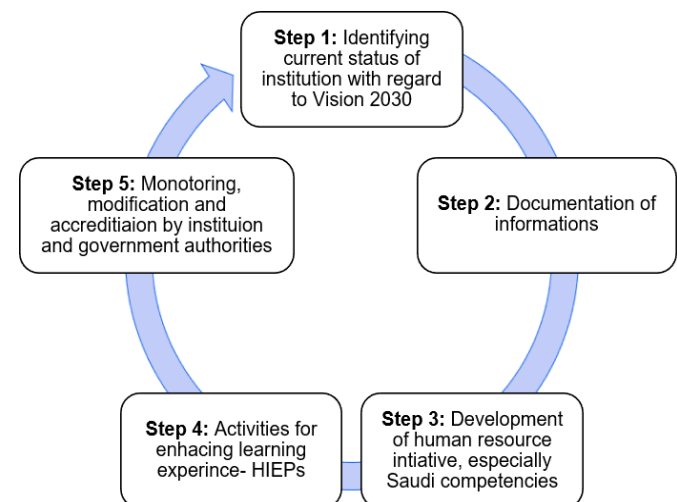 Step 1: Identifying
current status of
institution with regard
to Vision 2030
Step 2: Documentation of
informations
Step 3: Development
of human resource
intiative, especially
Saudi competencies
Step 4: Activities for
enhacing learning
experince- HIEPs
Step 5: Monotoring,
modification and
accreditiaion by instituion
and government authorities